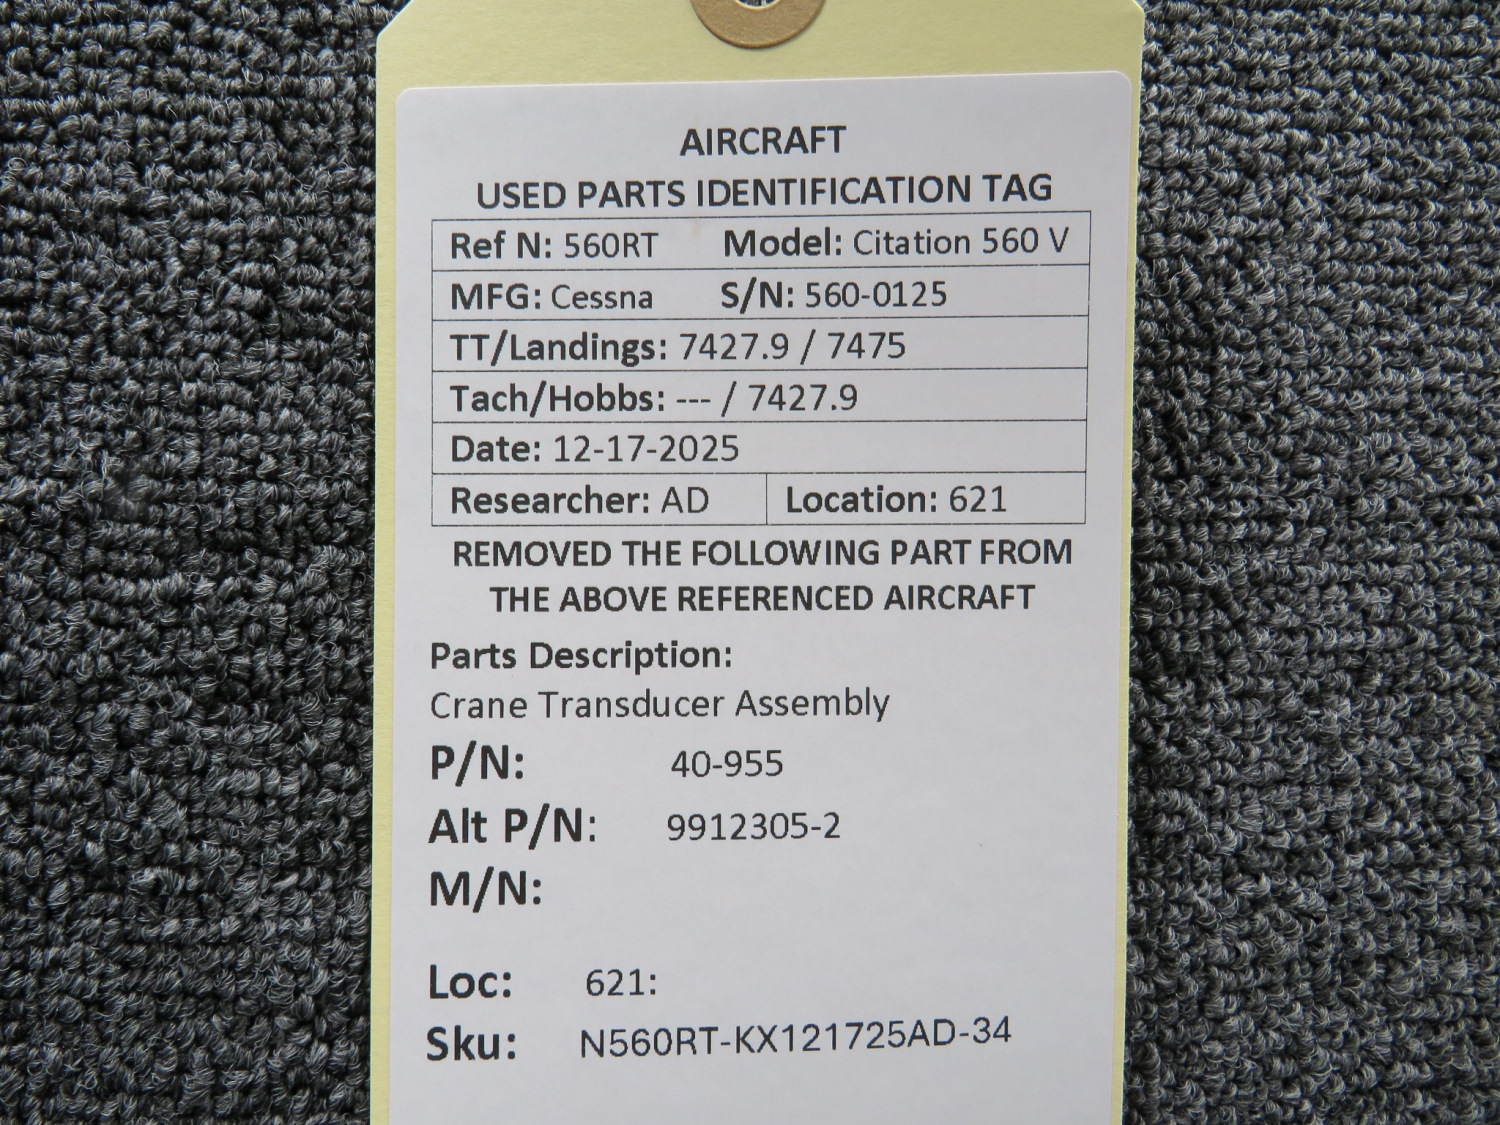 AIRCRAFT
USED PARTS IDENTIFICATION TAG
Ref N: 560RT Model: Citation 560 V
MFG: Cessna S/N: 560-0125
TT/Landings: 7427.9 / 7475
Tach/Hobbs: --- / 7427.9
Date: 12-17-2025
Researcher: AD Location: 621
REMOVED THE FOLLOWING PART FROM
THE ABOVE REFERENCED AIRCRAFT
Parts Description:
Crane Transducer Assembly
P/N: 40-955
Alt P/N: 9912305-2
M/N:
Loc: 621:
Sku: N560RT-KX121725AD-34